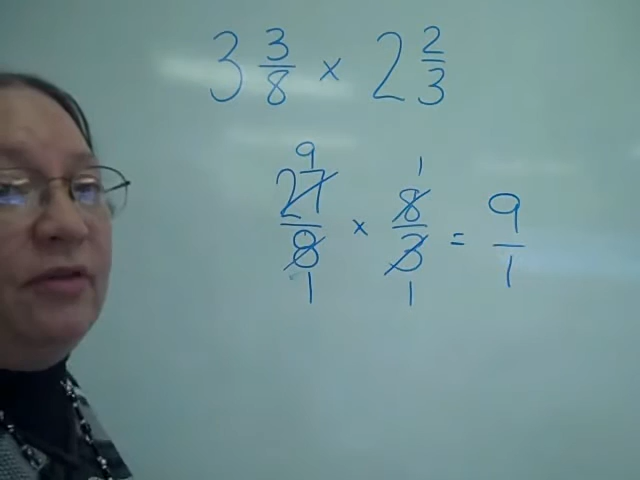 3 3/8 x 2 2/3
9 1
27/8 x 8/3 = 9/1
1 1